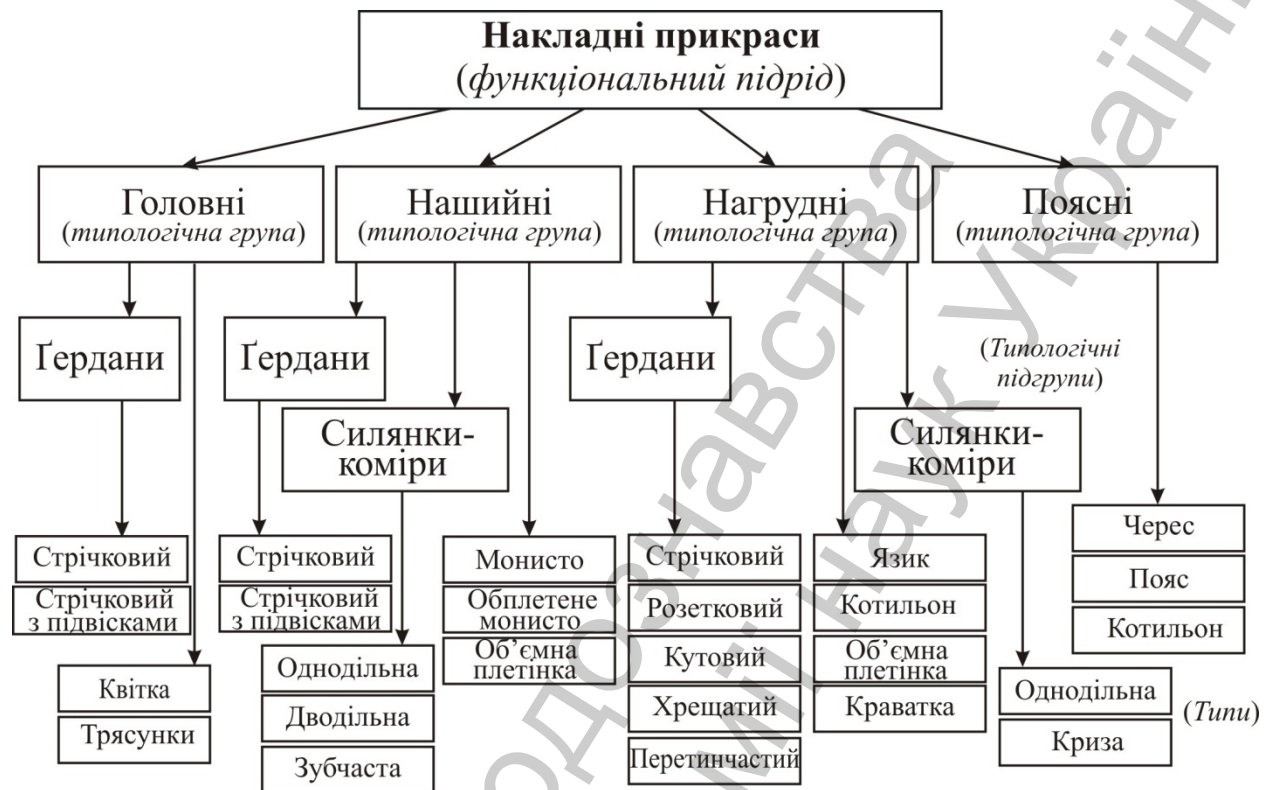 Накладні прикраси
(функціональний підрід)
Головні
(типологічна група)
Нашийні
(типологічна група)
Нагрудні
(типологічна група)
Поясні
(типологічна група)
Ґердани
Ґердани
Ґердани
(Типологічні
підгрупи)
Силянки-
коміри
Силянки-
коміри
Стрічковий
Стрічковий
з підвісками
Квітка
Трясунки
Стрічковий
Стрічковий
з підвісками
Однодільна
Дводільна
Зубчаста
Монисто
Обплетене
монисто
Об’ємна
плетінка
Стрічковий
Розетковий
Кутовий
Хрещатий
Перетинчастий
Язик
Котильон
Об’ємна
плетінка
Краватка
Однодільна
Криза
Черес
Пояс
Котильон
(Типи)